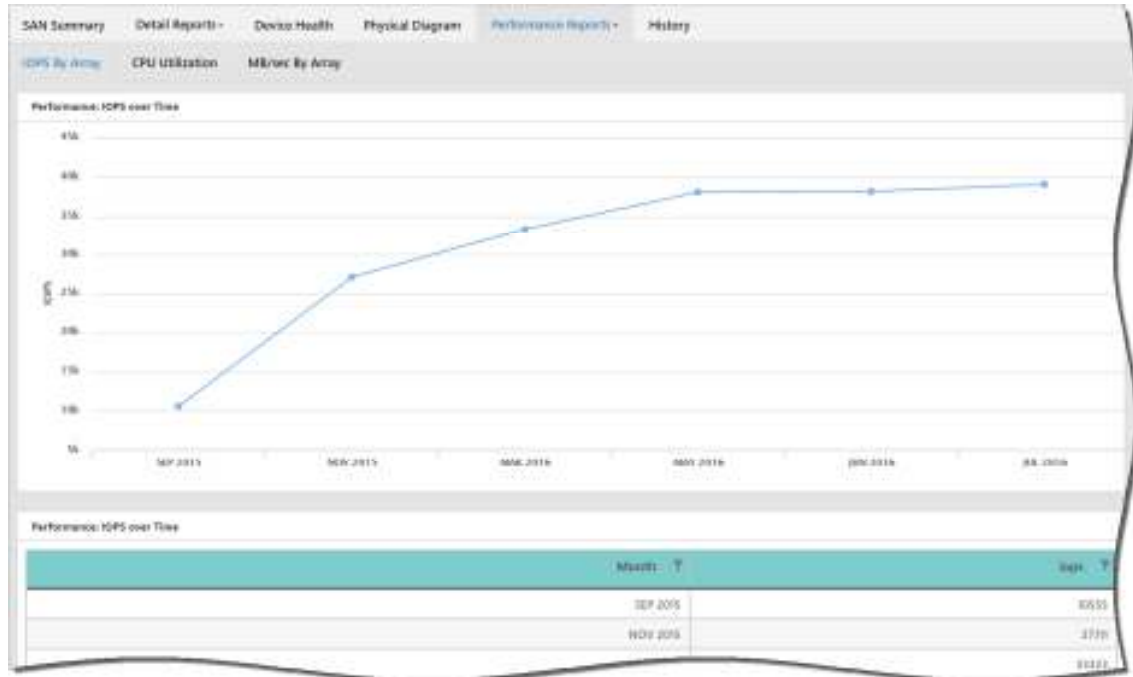 SAN Summary Detail Reports Device Health Physical Diagram Performance Reports History
IOPS By Array CPU Utilization MB/sec By Array
Performance: IOPS over Time
45k
40k
35k
30k
25k
20k
15k
10k
5k
IOPS
SEP 2015 NOV 2015 MAR 2016 MAY 2016 JUN 2016 JUL 2016
Performance: IOPS over Time
Month Iops
SEP 2015 10535
NOV 2015